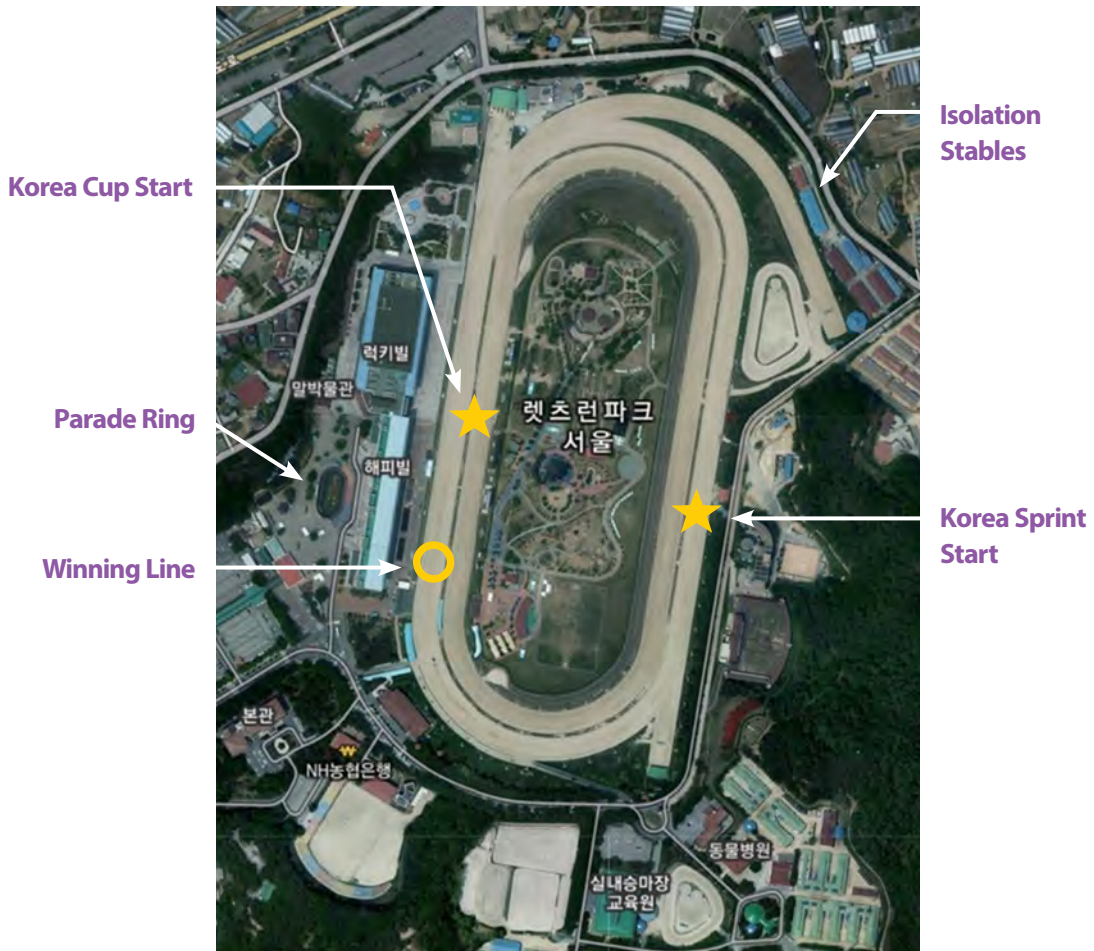 Isolation
Stables
Korea Cup Start
럭키빌
말박물관
렛츠런파크
서울
Parade Ring
해피빌
Korea Sprint
Start
Winning Line
본관
₩
NH농협은행
동물병원
실내승마장
교육원